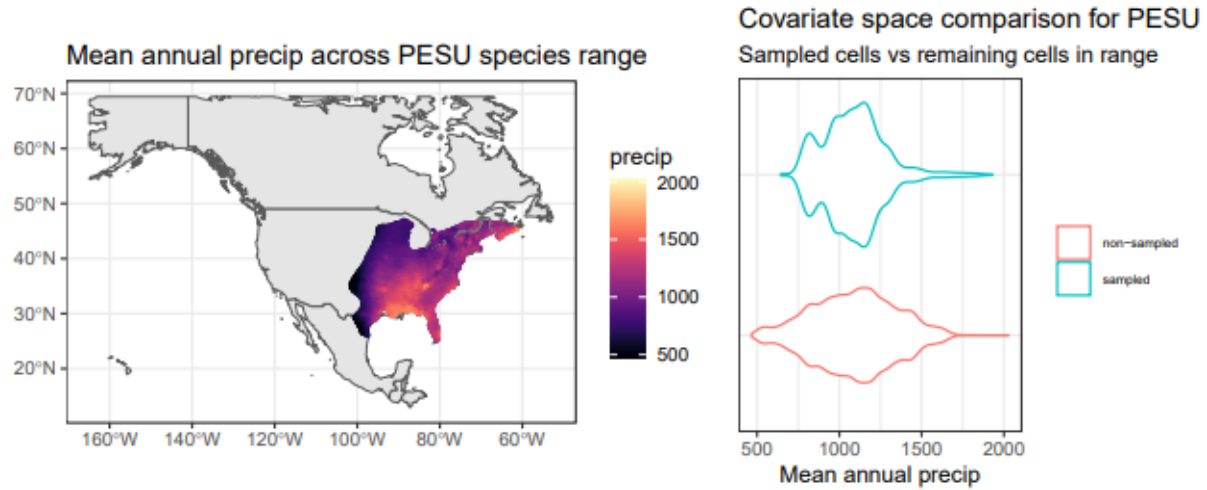 Mean annual precip across PESU species range
70°N
60°N
50°N
40°N
30°N
20°N
160°W 140°W 120°W 100°W 80°W 60°W
precip
2000
1500
1000
500
Covariate space comparison for PESU
Sampled cells vs remaining cells in range
500 1000 1500 2000
Mean annual precip
non-sampled
sampled